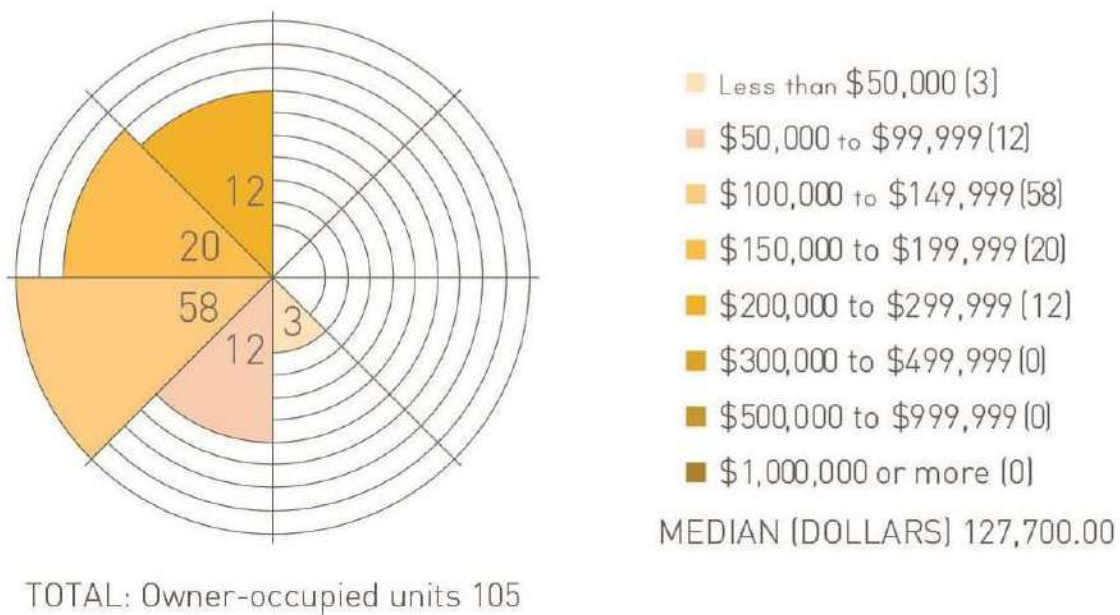 12
20
58
12
3
Less than $50,000 (3)
$50,000 to $99,999 (12)
$100,000 to $149,999 (58)
$150,000 to $199,999 (20)
$200,000 to $299,999 (12)
$300,000 to $499,999 (0)
$500,000 to $999,999 (0)
$1,000,000 or more (0)
MEDIAN (DOLLARS) 127,700.00
TOTAL: Owner-occupied units 105